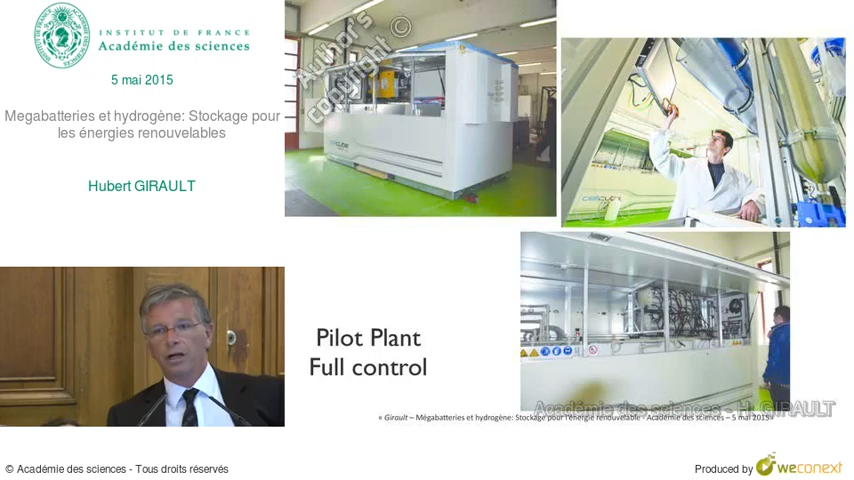 INSTITUT DE FRANCE
Académie des sciences
5 mai 2015
Megabatteries et hydrogène: Stockage pour
les énergies renouvelables
Hubert GIRAULT
Author's
copyright ©
Pilot Plant
Full control
Académie des sciences - H. GIRAULT
« Girault – Mégabatteries et hydrogène: Stockage pour l'énergie renouvelable - Académie des sciences – 5 mai 2015»
© Académie des sciences - Tous droits réservés
Produced by weconext